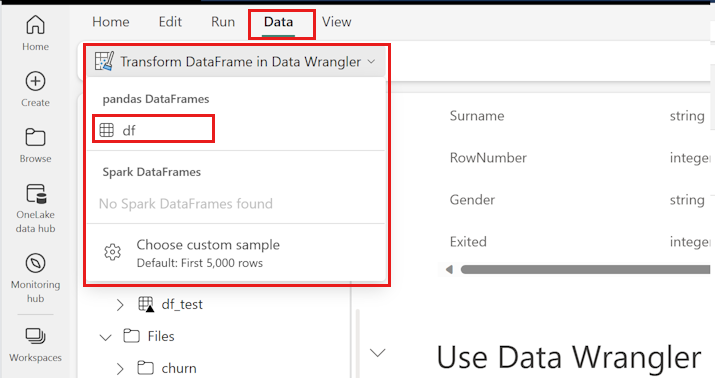 Home
Edit
Run
Data
View
Home
Create
Browse
OneLake
data hub
Monitoring
hub
Workspaces
Transform DataFrame in Data Wrangler
pandas DataFrames
df
Spark DataFrames
No Spark DataFrames found
Choose custom sample
Default: First 5,000 rows
df_test
Files
churn
Surname
string
RowNumber
integer
Gender
string
Exited
integer
Use Data Wrangler